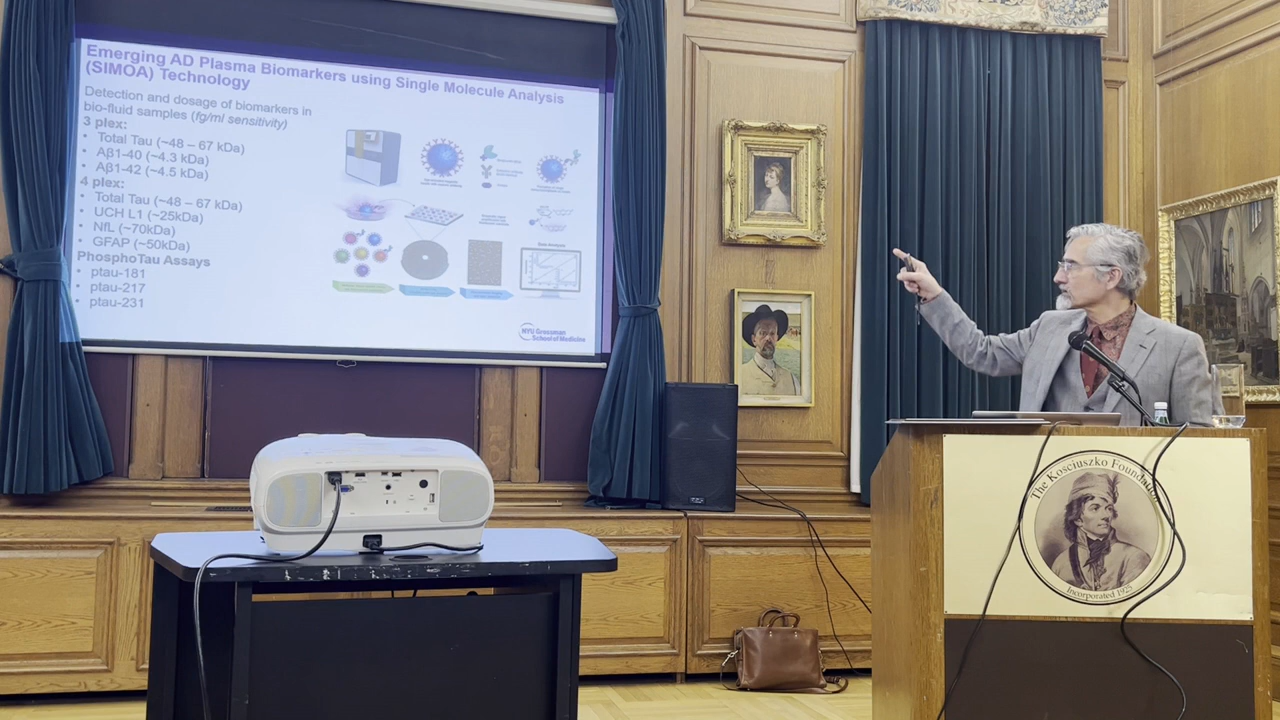 Emerging AD Plasma Biomarkers using Single Molecule Analysis
(SIMOA) Technology
Detection and dosage of biomarkers in
bio-fluid samples (fg/ml sensitivity)
3 plex:
• Total Tau (~48 – 67 kDa)
• Aβ1-40 (~4.3 kDa)
• Aβ1-42 (~4.5 kDa)
4 plex:
• Total Tau (~48 – 67 kDa)
• UCH L1 (~25kDa)
• NfL (~70kDa)
• GFAP (~50kDa)
PhosphoTau Assays
• ptau-181
• ptau-217
• ptau-231
NYU Grossman
School of Medicine
The Kosciuszko Foundation
Incorporated 1925